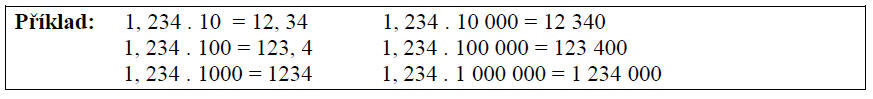 Příklad: 1, 234 . 10 = 12, 34 1, 234 . 10 000 = 12 340
1, 234 . 100 = 123, 4 1, 234 . 100 000 = 123 400
1, 234 . 1000 = 1234 1, 234 . 1 000 000 = 1 234 000